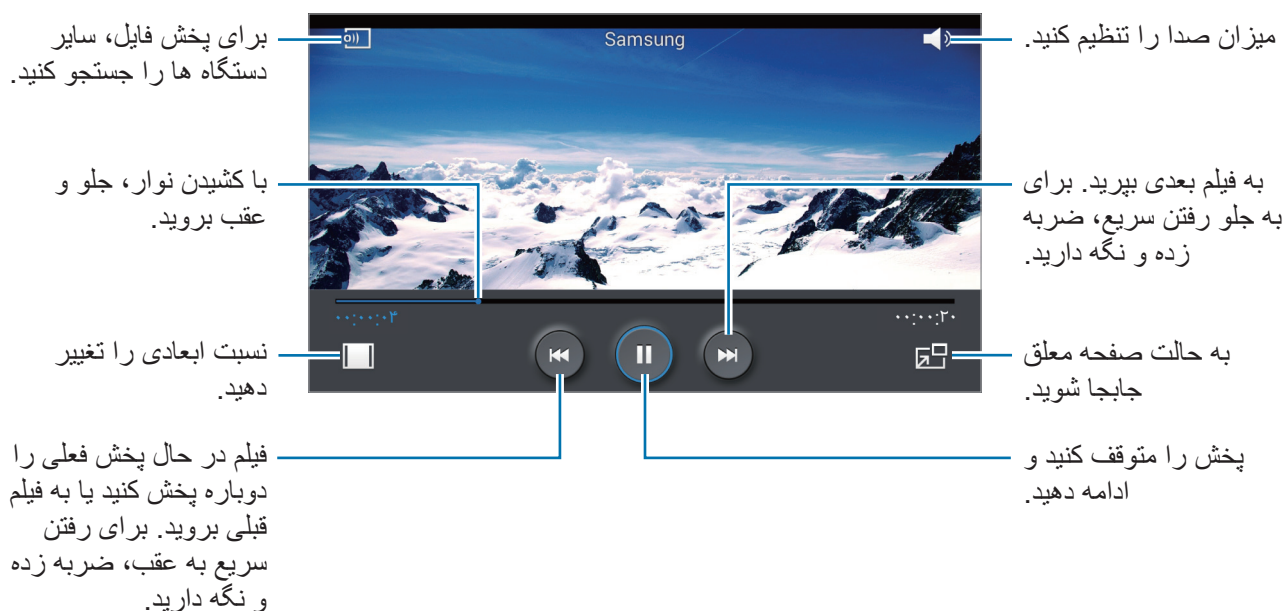 میزان صدا را تنظیم کنید.
Samsung
برای پخش فایل، سایر
دستگاه ها را جستجو کنید.
به فیلم بعدی بپرید. برای
به جلو رفتن سریع، ضربه
زده و نگه دارید.
با کشیدن نوار، جلو و
عقب بروید.
۰۰:۰۰:۲۰
۰۰:۰۰:۰۴
به حالت صفحه معلق
جابجا شوید.
نسبت ابعادی را تغییر
دهید.
پخش را متوقف کنید و
ادامه دهید.
فیلم در حال پخش فعلی را
دوباره پخش کنید یا به فیلم
قبلی بروید. برای رفتن
سریع به عقب، ضربه زده
و نگه دارید.